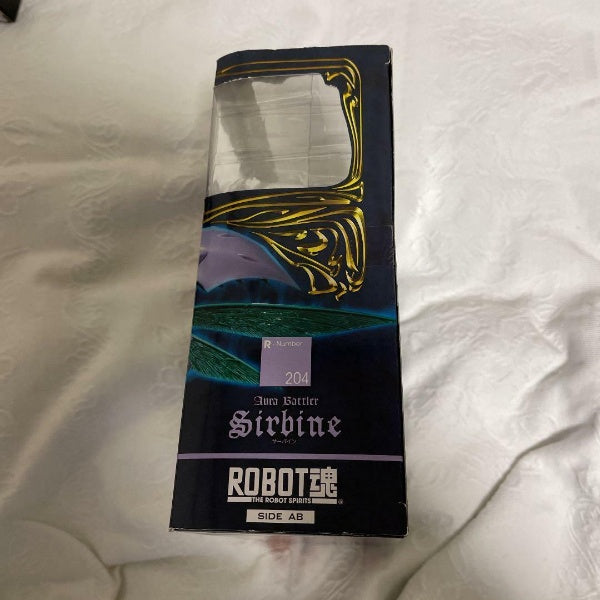 R-Number
204
Aura Battler
Sirbine
サーバイン
ROBOT魂
THE ROBOT SPIRITS
SIDE AB